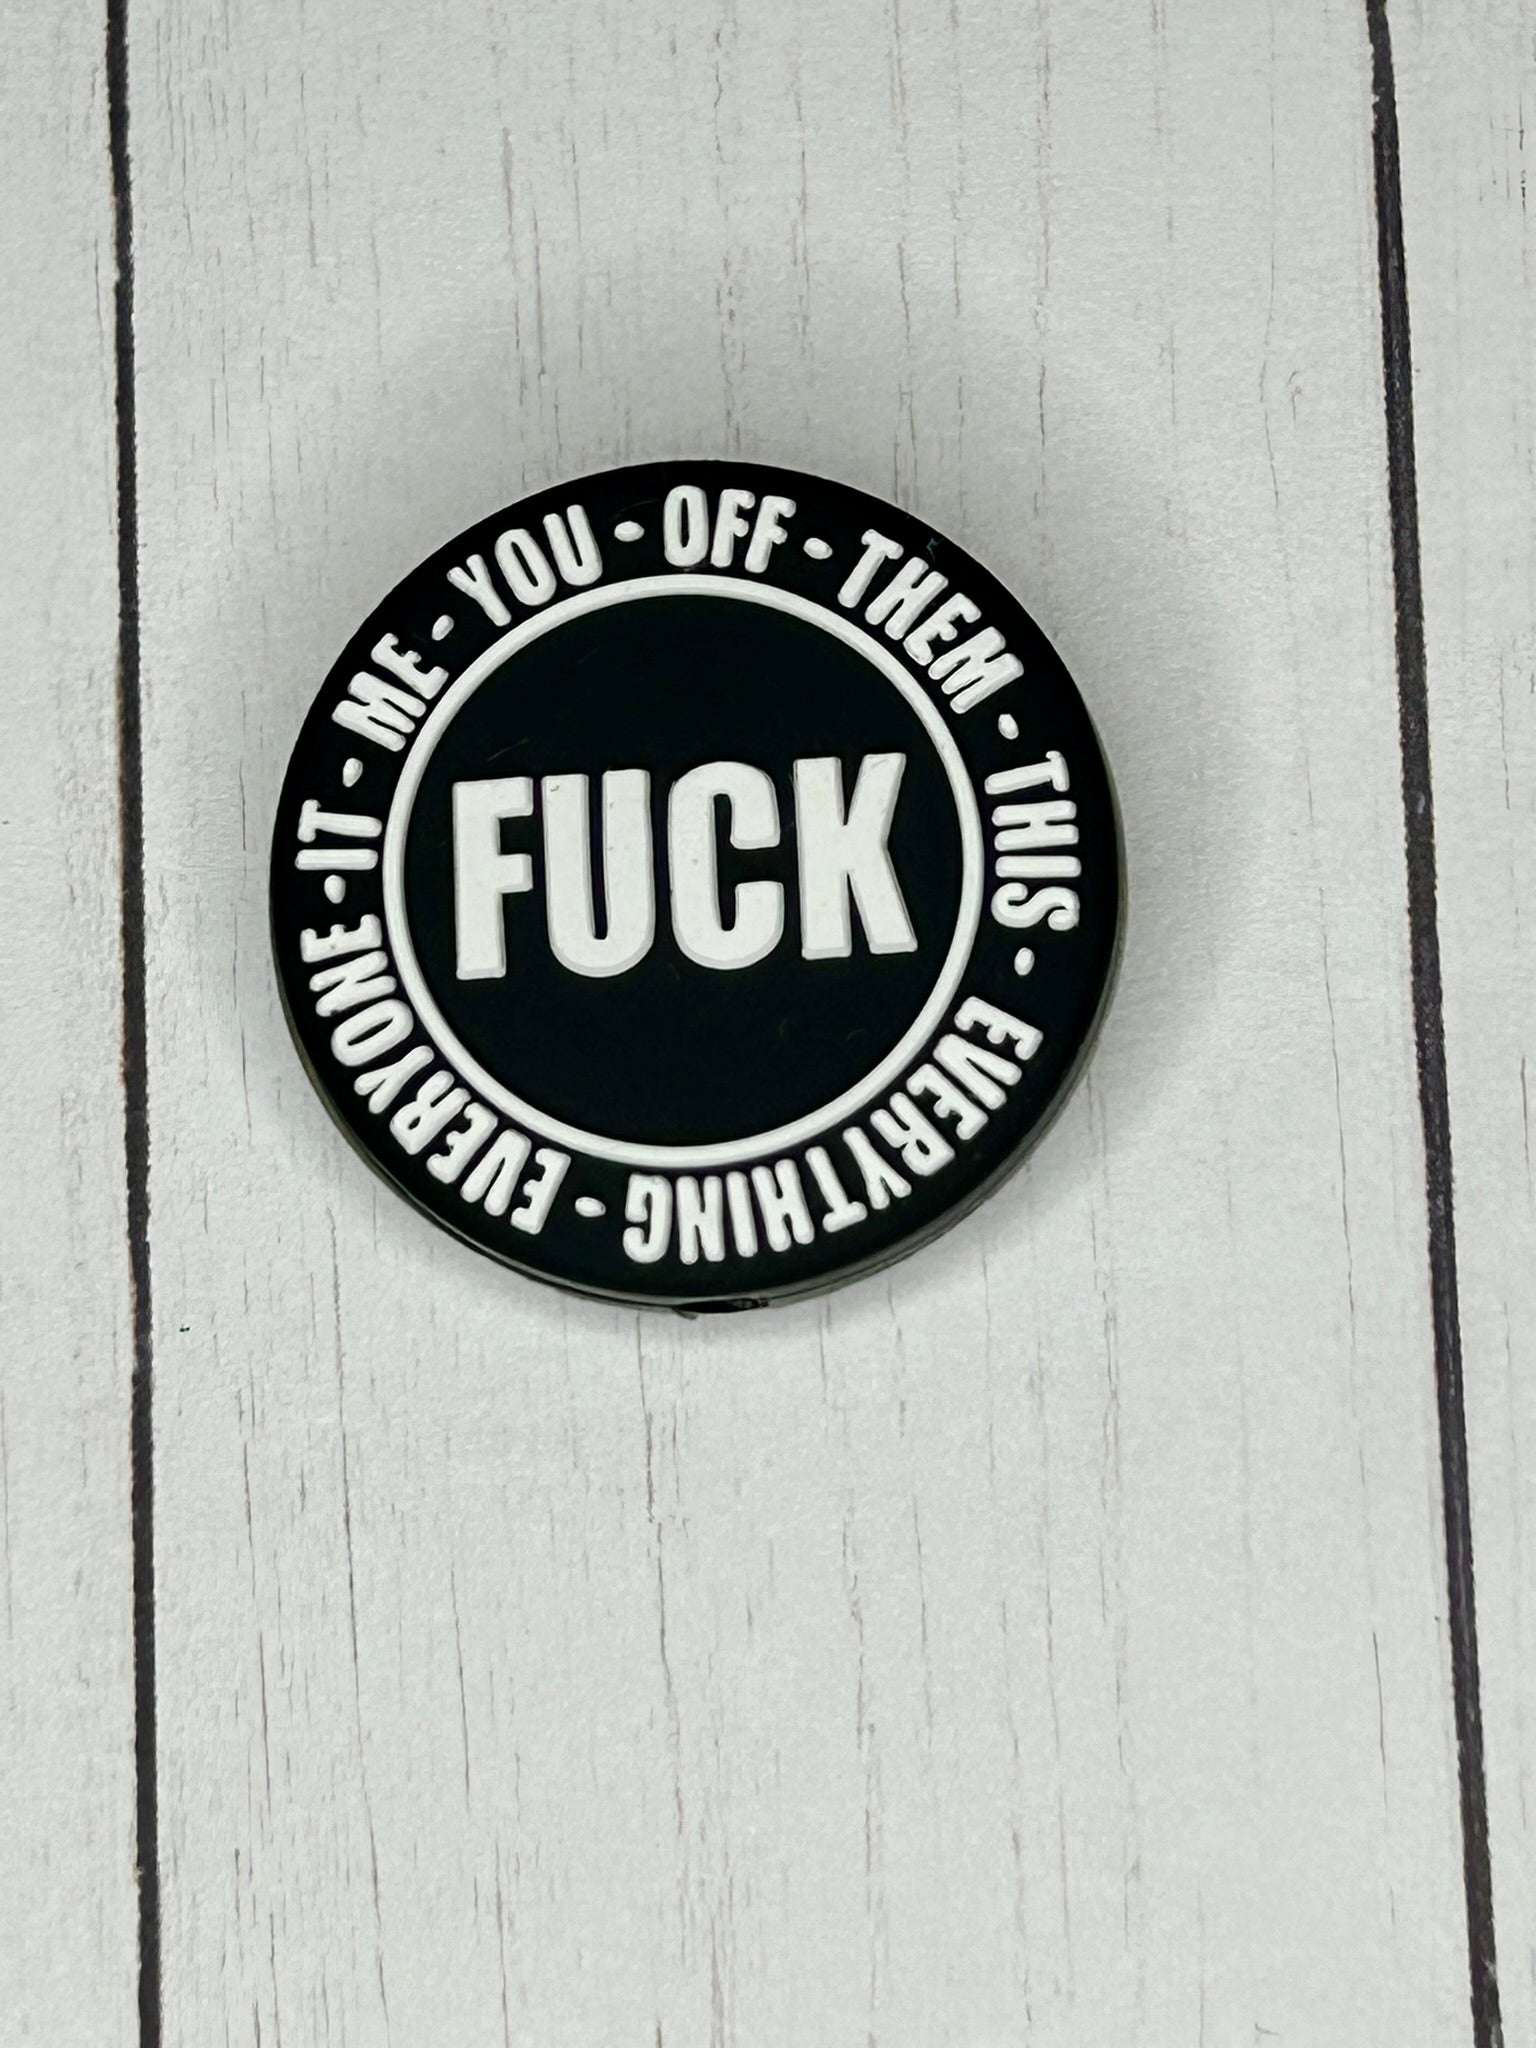 YOU - OFF - THEM - THIS - EVERYTHING - EVERYONE - IT - ME -
FUCK